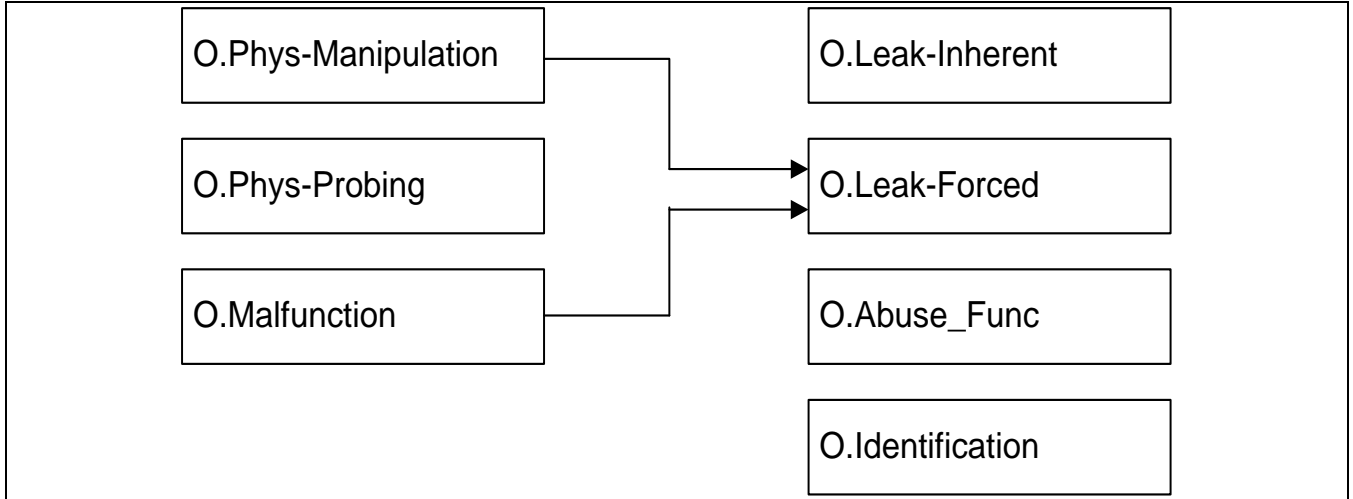 O.Phys-Manipulation
O.Leak-Inherent
O.Phys-Probing
O.Leak-Forced
O.Malfunction
O.Abuse_Func
O.Identification